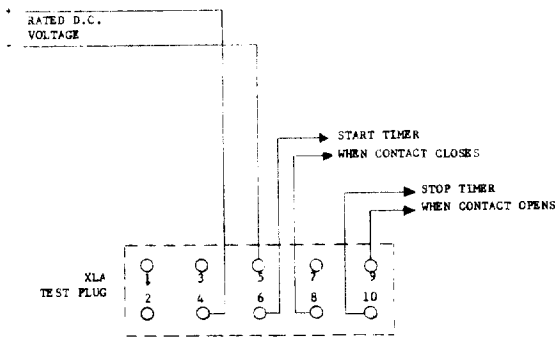 +
RATED D.C.
VOLTAGE
-
START TIMER
WHEN CONTACT CLOSES
STOP TIMER
WHEN CONTACT OPENS
XLA
TEST PLUG
1 3 5 7 9
2 4 6 8 10